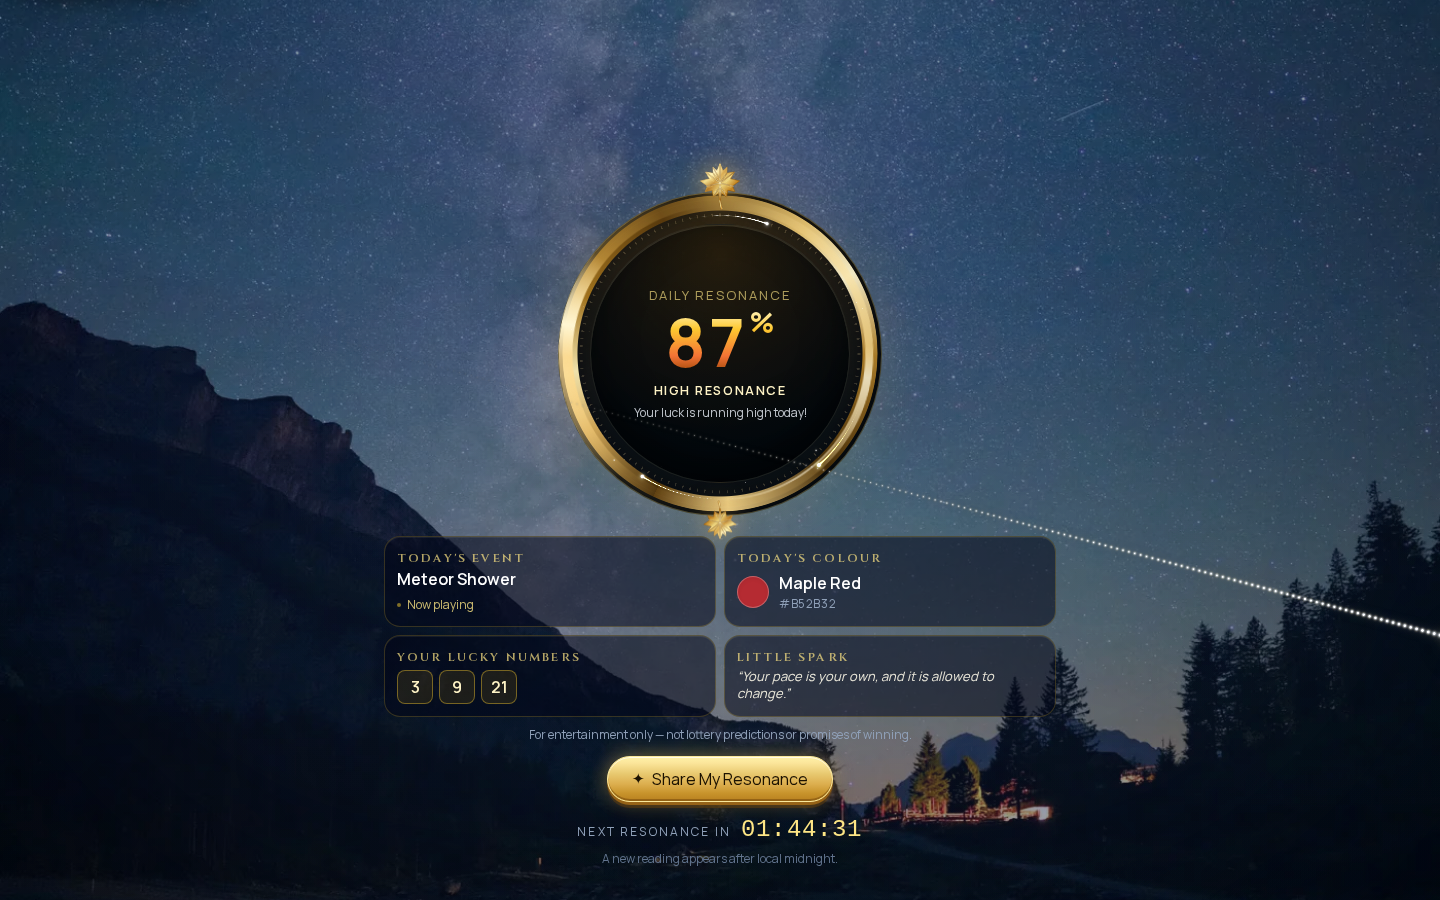 DAILY RESONANCE
87%
HIGH RESONANCE
Your luck is running high today!
TODAY'S EVENT
Meteor Shower
Now playing
TODAY'S COLOUR
Maple Red
#B52B32
YOUR LUCKY NUMBERS
3 9 21
LITTLE SPARK
“Your pace is your own, and it is allowed to
change.”
For entertainment only — not lottery predictions or promises of winning.
✦ Share My Resonance
NEXT RESONANCE IN 01:44:31
A new reading appears after local midnight.